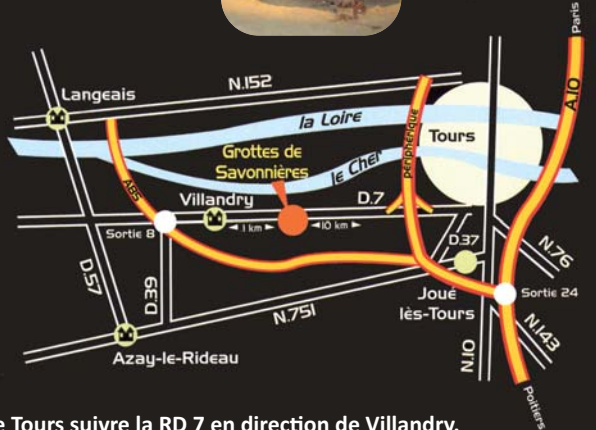 Paris
A.10
N.152
Langeais
la Loire
Tours
périphérique
Grottes de
Savonnières
le Cher
A85
Villandry
D.7
1 km
10 km
Sortie 8
D.37
N.76
D.57
D.39
Joué
lès-Tours
Sortie 24
N.751
N.10
N.143
Azay-le-Rideau
Poitiers
e Tours suivre la RD 7 en direction de Villandry.